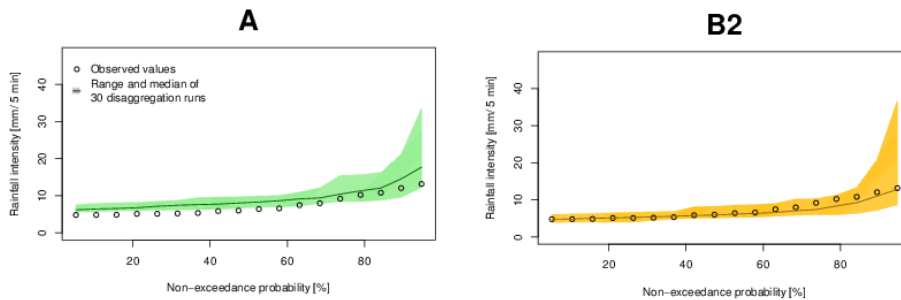 A
B2
Observed values
Range and median of
30 disaggregation runs
Rainfall intensity [mm/ 5 min]
0 10 20 30 40
20 40 60 80
Non−exceedance probability [%]
Rainfall intensity [mm/ 5 min]
0 10 20 30 40
20 40 60 80
Non−exceedance probability [%]